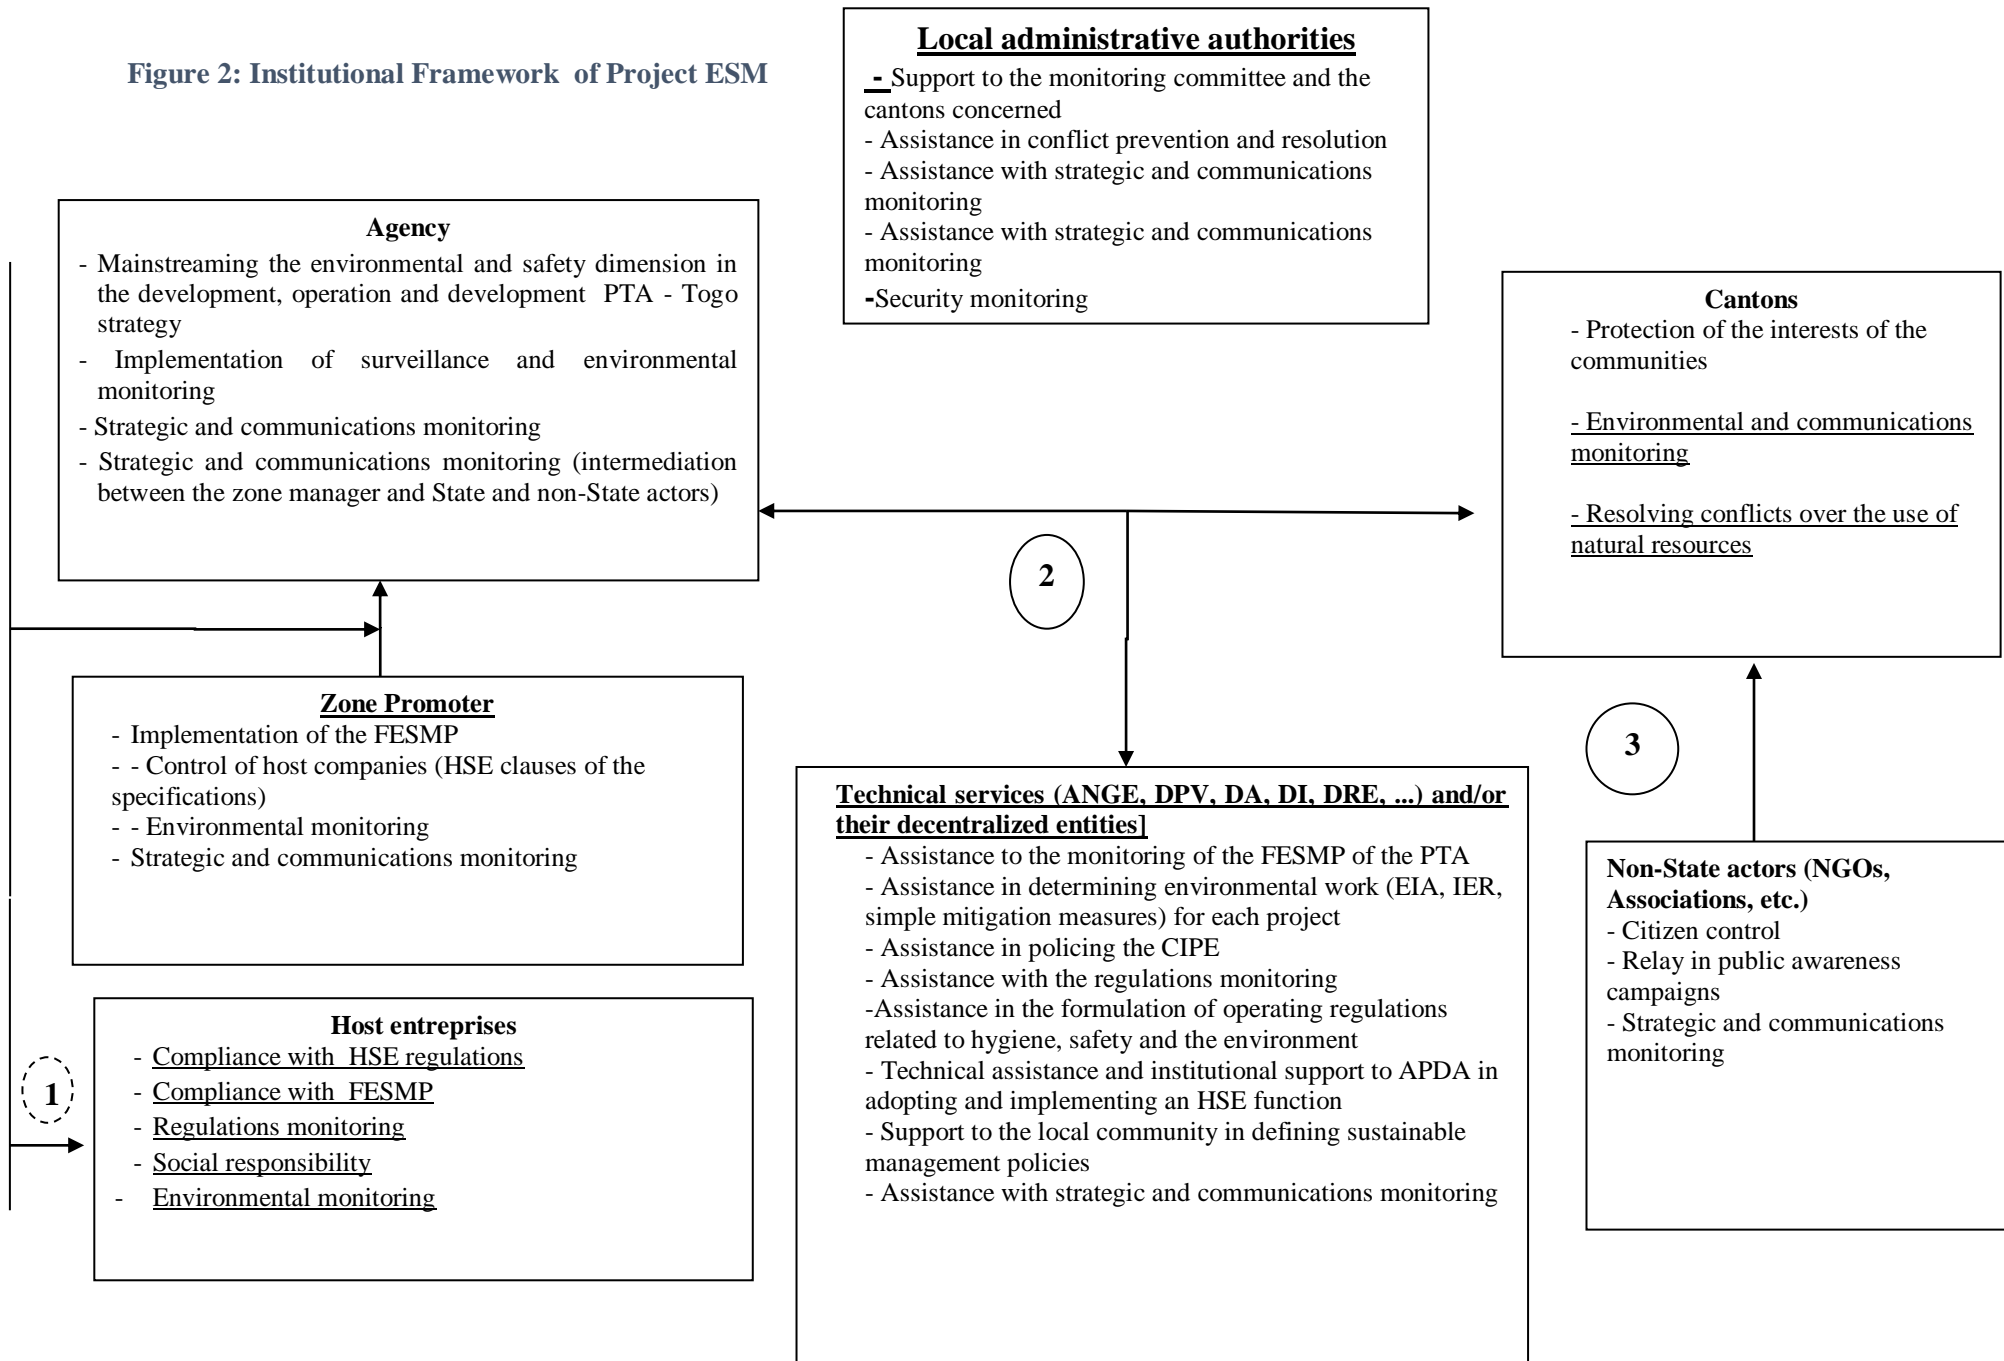 Figure 2: Institutional Framework of Project ESM
Local administrative authorities
- Support to the monitoring committee and the
cantons concerned
- Assistance in conflict prevention and resolution
- Assistance with strategic and communications
monitoring
- Assistance with strategic and communications
monitoring
-Security monitoring
Agency
- Mainstreaming the environmental and safety dimension in
the development, operation and development PTA - Togo
strategy
- Implementation of surveillance and environmental
monitoring
- Strategic and communications monitoring
- Strategic and communications monitoring (intermediation
between the zone manager and State and non-State actors)
Cantons
- Protection of the interests of the
communities
- Environmental and communications
monitoring
- Resolving conflicts over the use of
natural resources
2
Zone Promoter
- Implementation of the FESMP
- - Control of host companies (HSE clauses of the
specifications)
- - Environmental monitoring
- Strategic and communications monitoring
3
Technical services (ANGE, DPV, DA, DI, DRE, ...) and/or
their decentralized entities]
- Assistance to the monitoring of the FESMP of the PTA
- Assistance in determining environmental work (EIA, IER,
simple mitigation measures) for each project
- Assistance in policing the CIPE
- Assistance with the regulations monitoring
-Assistance in the formulation of operating regulations
related to hygiene, safety and the environment
- Technical assistance and institutional support to APDA in
adopting and implementing an HSE function
- Support to the local community in defining sustainable
management policies
- Assistance with strategic and communications monitoring
Non-State actors (NGOs,
Associations, etc.)
- Citizen control
- Relay in public awareness
campaigns
- Strategic and communications
monitoring
1
Host entreprises
- Compliance with HSE regulations
- Compliance with FESMP
- Regulations monitoring
- Social responsibility
- Environmental monitoring